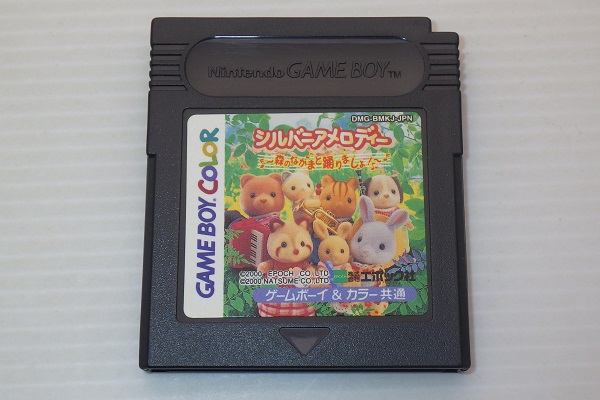 Nintendo GAME BOY™
DMG-BMKJ-JPN
GAME BOY COLOR
シルバニアメロディー
〜森のなかまと踊りましょ!〜
©2000 EPOCH CO.,LTD
©2000 NATSUME CO.,LTD
エポック社
ゲームボーイ & カラー共通